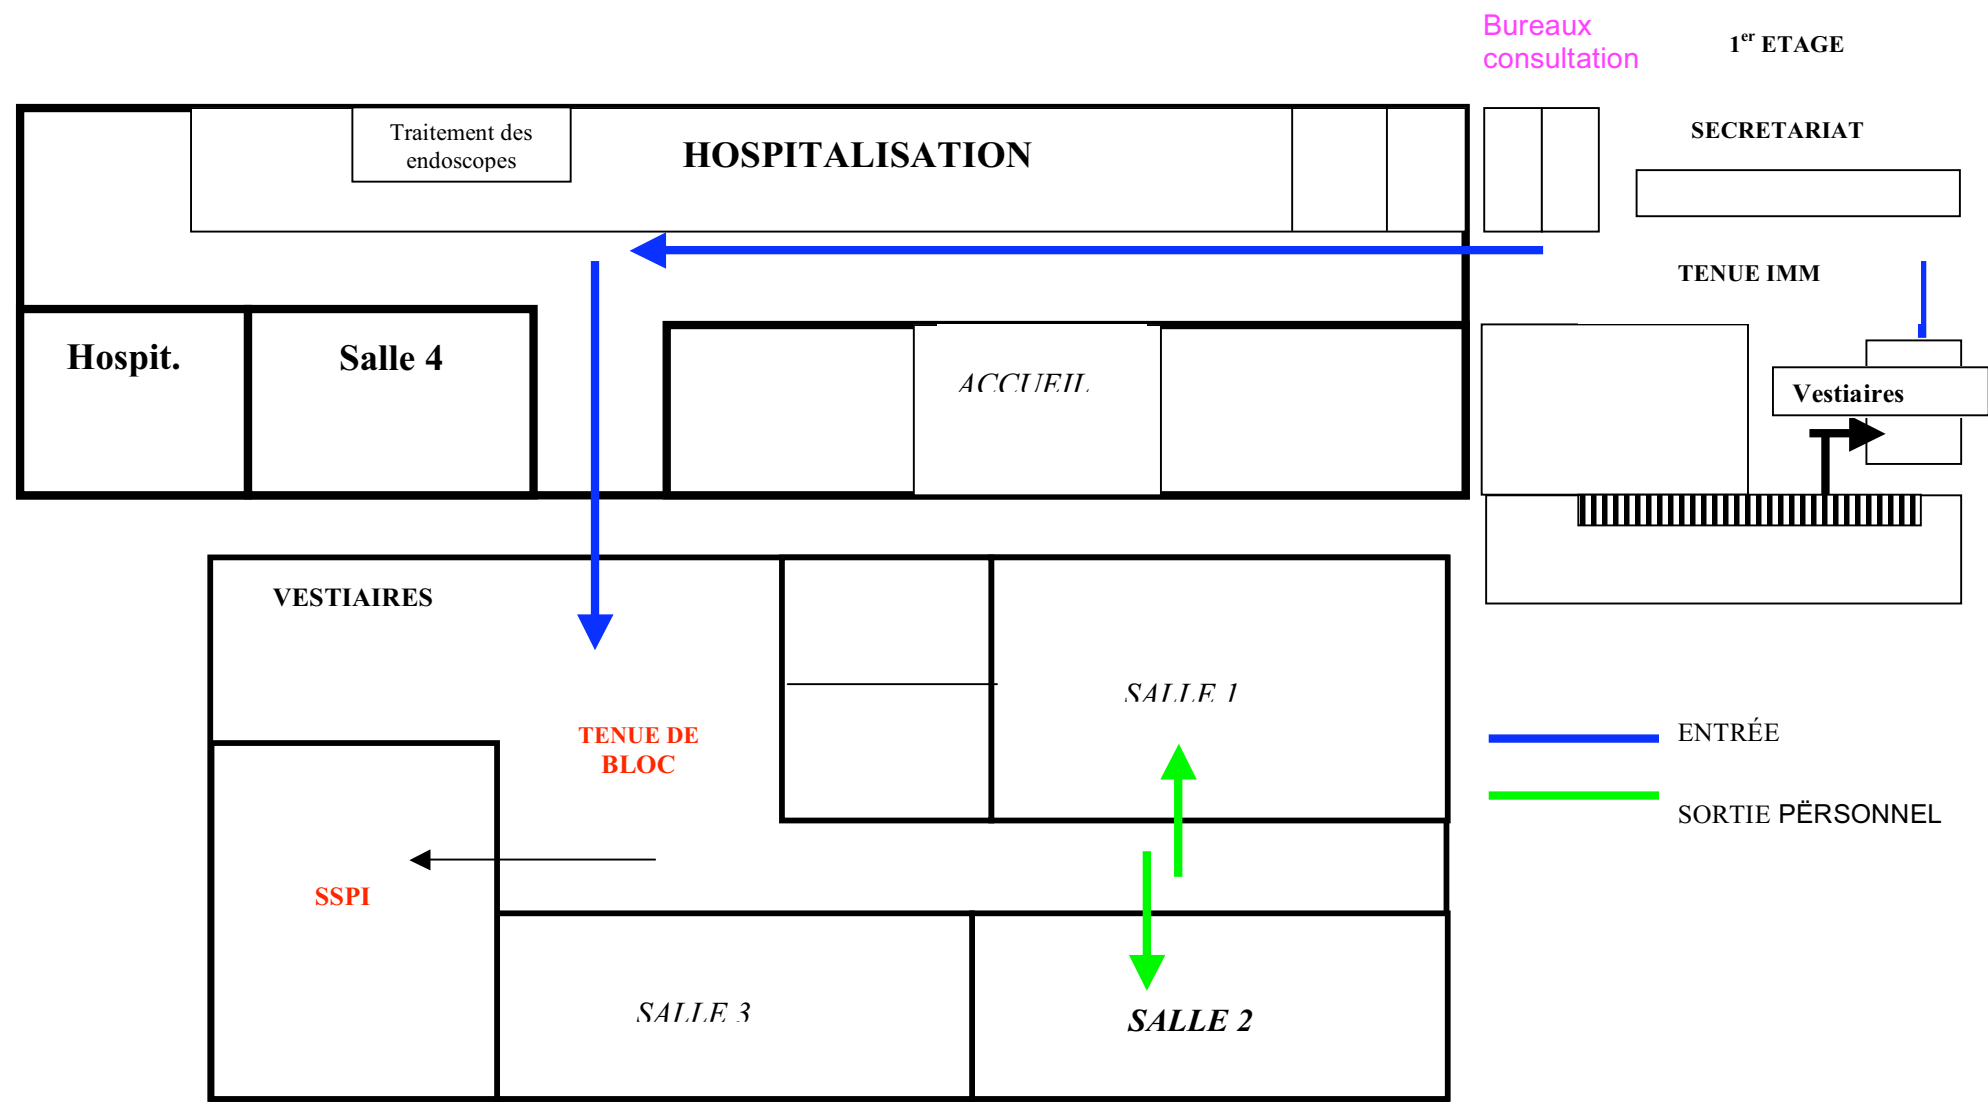 Bureaux
consultation
1er ETAGE
Traitement des
endoscopes
HOSPITALISATION
SECRETARIAT
TENUE IMM
Hospit.
Salle 4
ACCUEIL
Vestiaires
VESTIAIRES
SALLE 1
TENUE DE
BLOC
ENTRÉE
SORTIE PËRSONNEL
SSPI
SALLE 3
SALLE 2